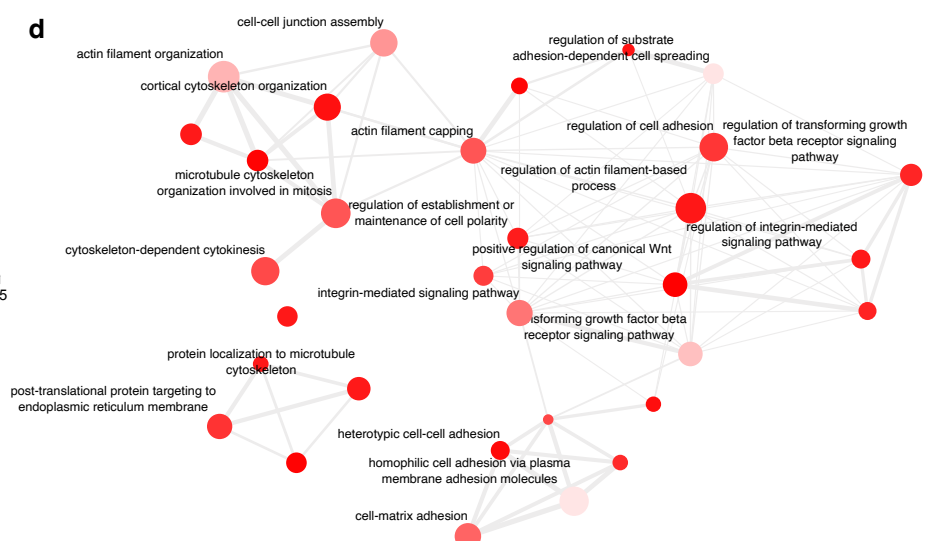 d
cell-cell junction assembly
actin filament organization
cortical cytoskeleton organization
regulation of substrate
adhesion-dependent cell spreading
actin filament capping
regulation of cell adhesion
regulation of transforming growth
factor beta receptor signaling
pathway
microtubule cytoskeleton
organization involved in mitosis
regulation of actin filament-based
process
regulation of establishment or
maintenance of cell polarity
regulation of integrin-mediated
signaling pathway
cytoskeleton-dependent cytokinesis
positive regulation of canonical Wnt
signaling pathway
5
integrin-mediated signaling pathway
sforming growth factor beta
receptor signaling pathway
protein localization to microtubule
cytoskeleton
post-translational protein targeting to
endoplasmic reticulum membrane
heterotypic cell-cell adhesion
homophilic cell adhesion via plasma
membrane adhesion molecules
cell-matrix adhesion